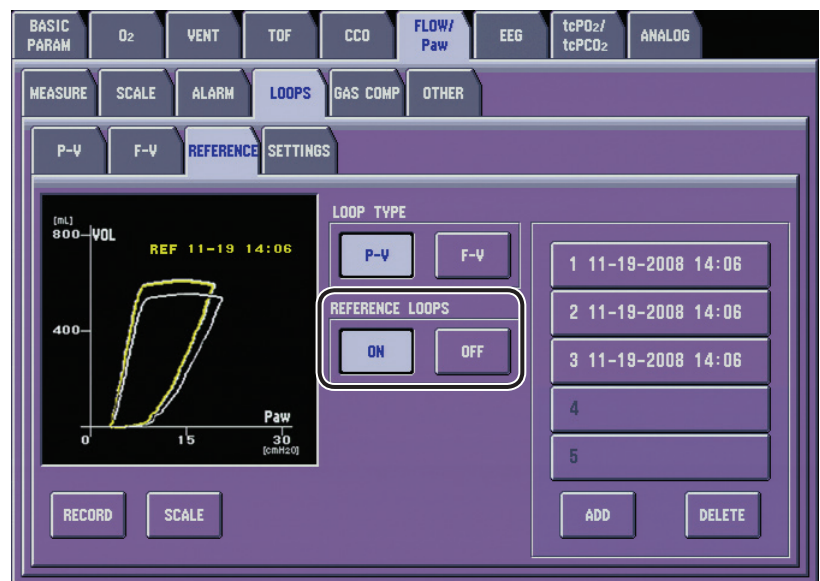 BASIC PARAM
O2
VENT
TOF
CCO
FLOW/ Paw
EEG
tcPO2/ tcPCO2
ANALOG
MEASURE
SCALE
ALARM
LOOPS
GAS COMP
OTHER
P-V
F-V
REFERENCE
SETTINGS
[mL]
800
VOL
REF 11-19 14:06
400
Paw
0
15
30
[cmH2O]
LOOP TYPE
P-V
F-V
REFERENCE LOOPS
ON
OFF
1 11-19-2008 14:06
2 11-19-2008 14:06
3 11-19-2008 14:06
4
5
RECORD
SCALE
ADD
DELETE